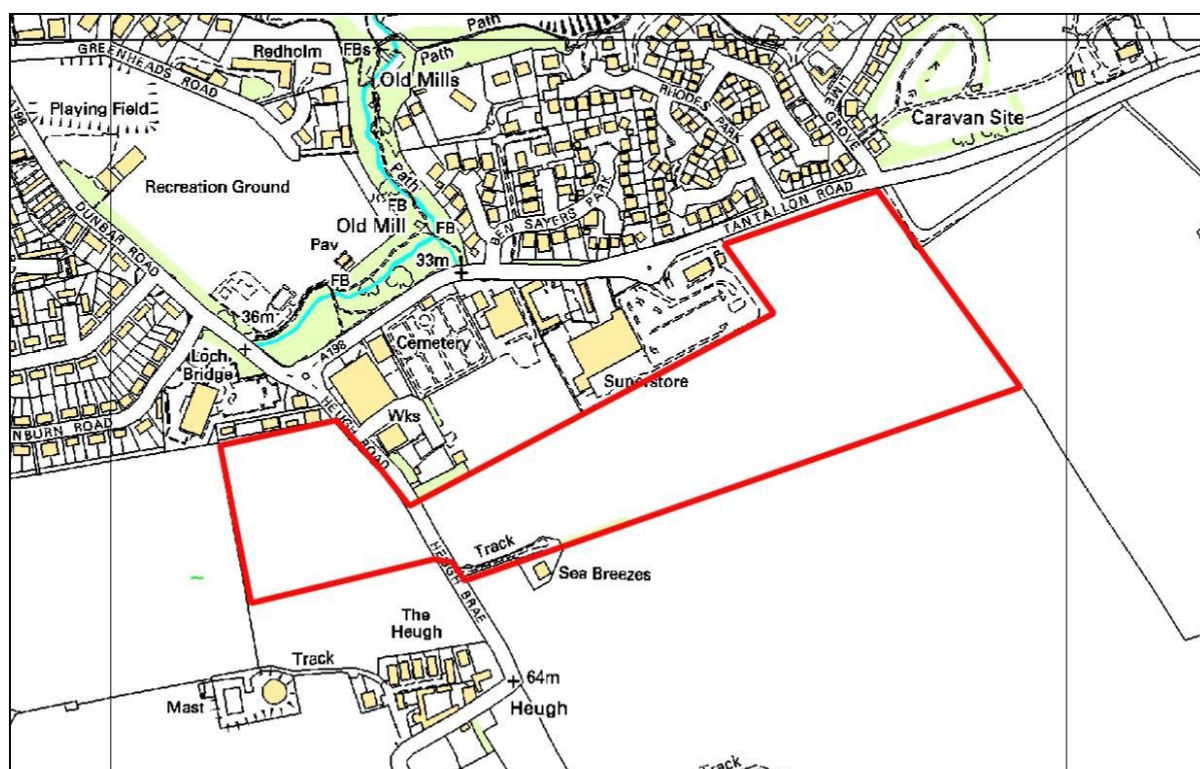 Path
GREENHEADS ROAD
Redholm
FBs
Path
Old Mills
Playing Field
RHODES
PARK
LIME GROVE
Caravan Site
Path
Recreation Ground
FB
Old Mill
FB
BEN SAYERS PARK
TANTALLON ROAD
DUNBAR ROAD
Pav
33m
FB
36m
A198
Cemetery
Loch
Bridge
Superstore
HEUGH ROAD
Wks
NBURN ROAD
Track
HEUGH BRAE
Sea Breezes
The
Heugh
Track
64m
Mast
Heugh
Track